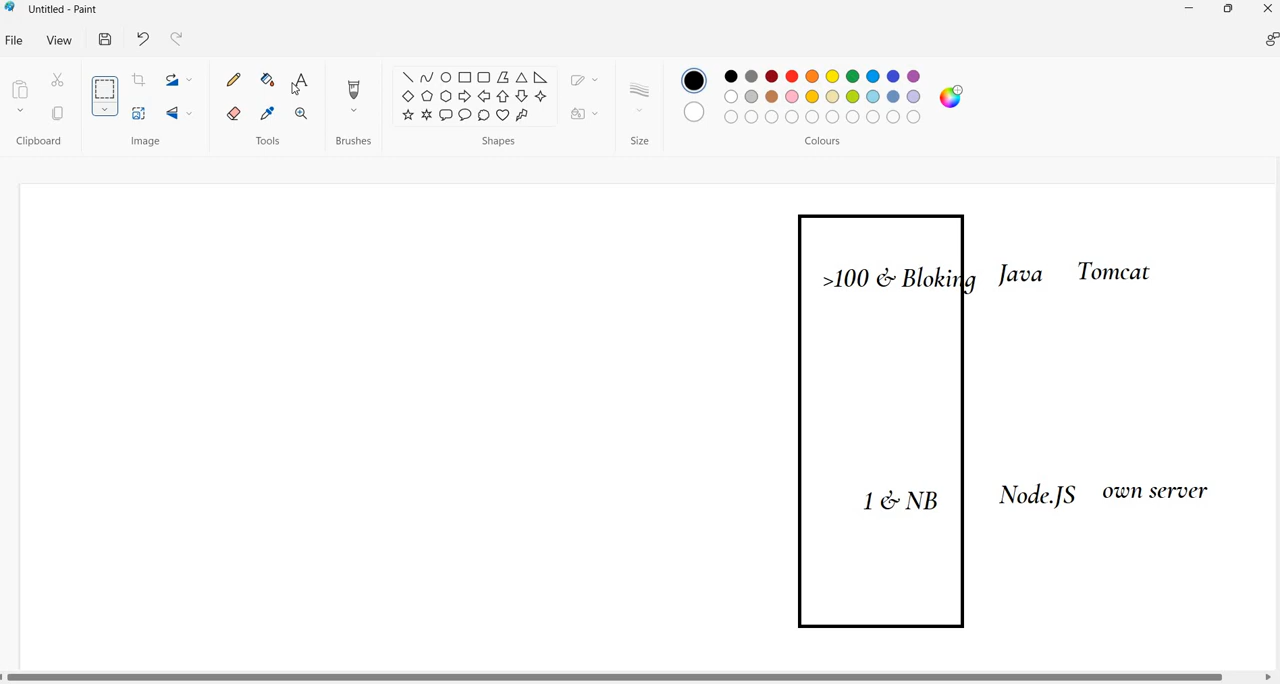 Untitled - Paint
File View
Clipboard Image Tools Brushes Shapes Size Colours
>100 & Bloking Java Tomcat
1 & NB Node.JS own server